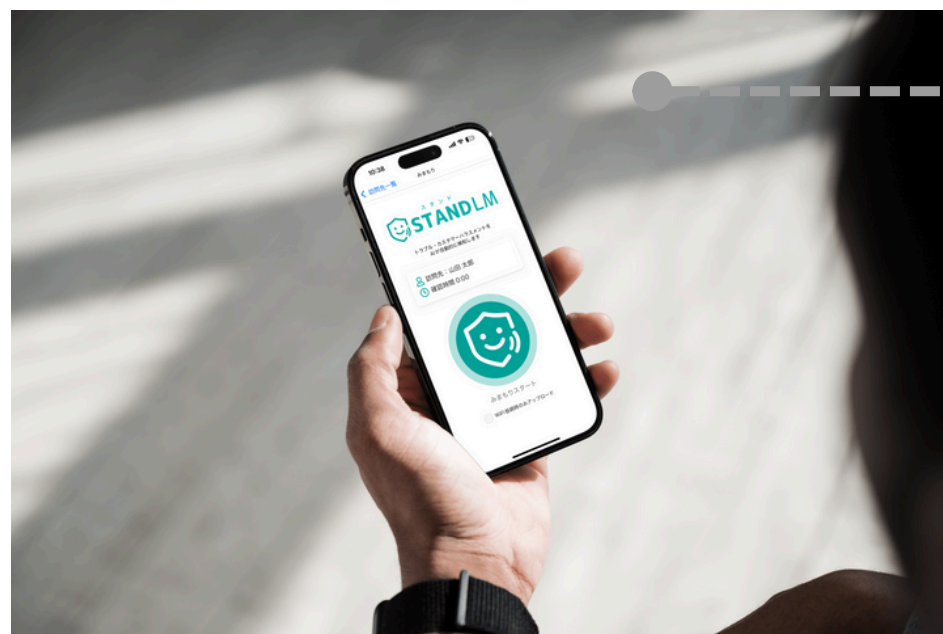 10:38
訪問先一覧
みまもり
スタンド
STANDLM
トラブル・カスタマーハラスメントを
AIが自動的に検知します
訪問先：山田 太郎
確認時間 0:00
みまもりスタート
WiFi接続時のみアップロード